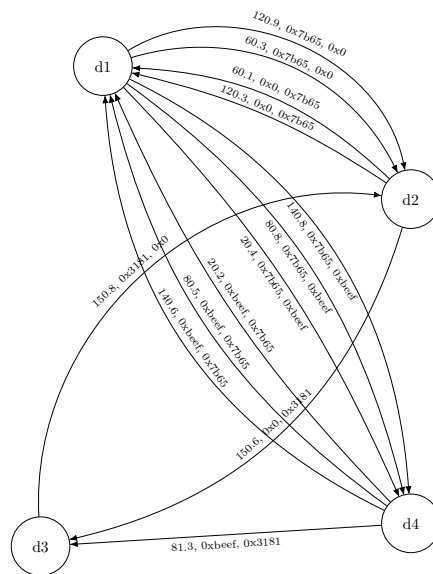 120.9, 0x7b65, 0x0
60.3, 0x7b65, 0x0
d1
60.1, 0x0, 0x7b65
120.3, 0x0, 0x7b65
d2
140.8, 0x7b65, 0xbeef
80.8, 0x7b65, 0xbeef
20.4, 0x7b65, 0xbeef
150.8, 0x3181, 0x0
20.2, 0xbeef, 0x7b65
80.5, 0xbeef, 0x7b65
140.6, 0xbeef, 0x7b65
150.6, 0x0, 0x3181
d4
d3
81.3, 0xbeef, 0x3181